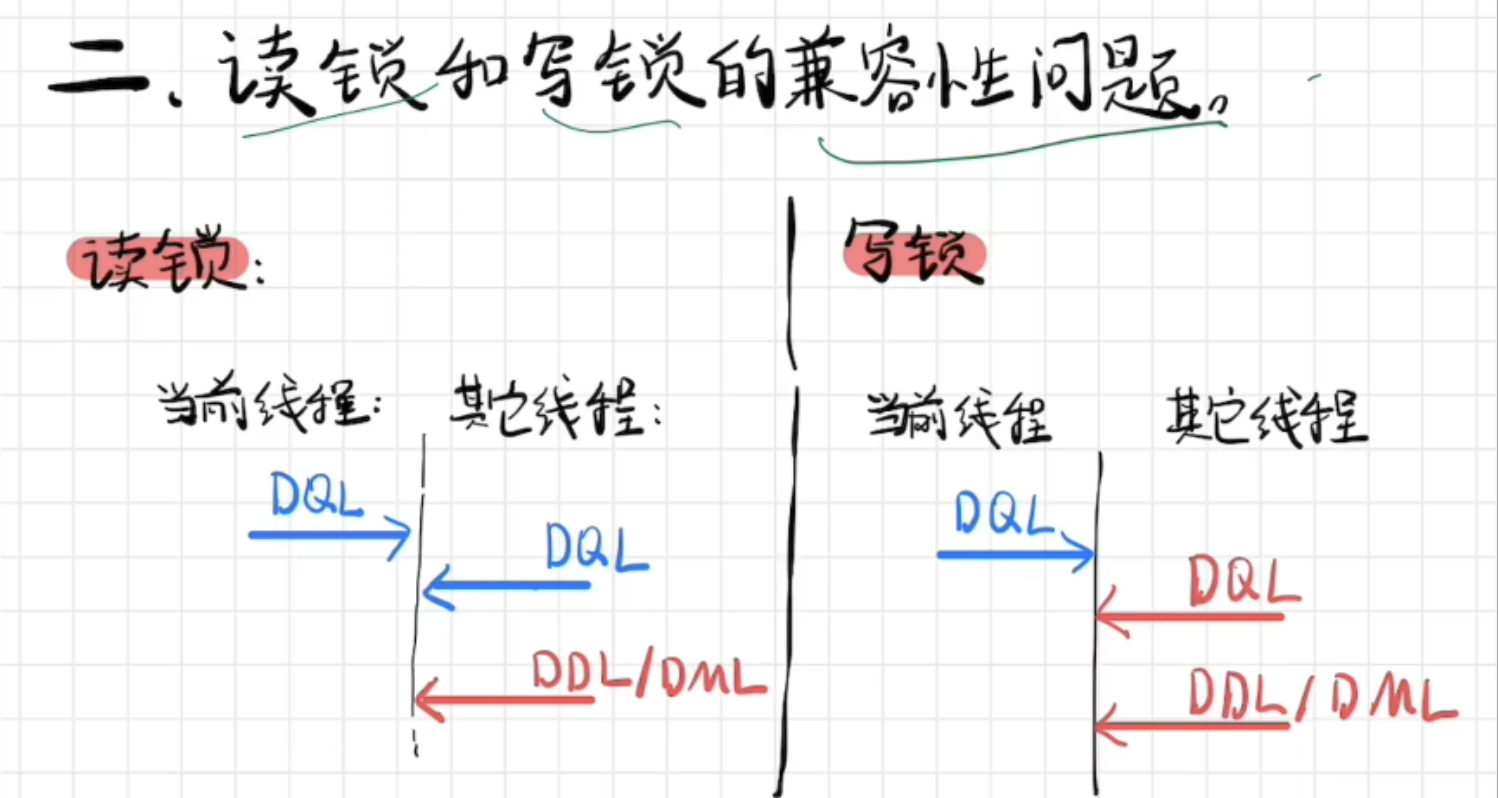 二、读锁和写锁的兼容性问题。
读锁:
当前线程: 其它线程:
DQL
DQL
DDL/DML
写锁
当前线程 其它线程
DQL
DQL
DDL/DML